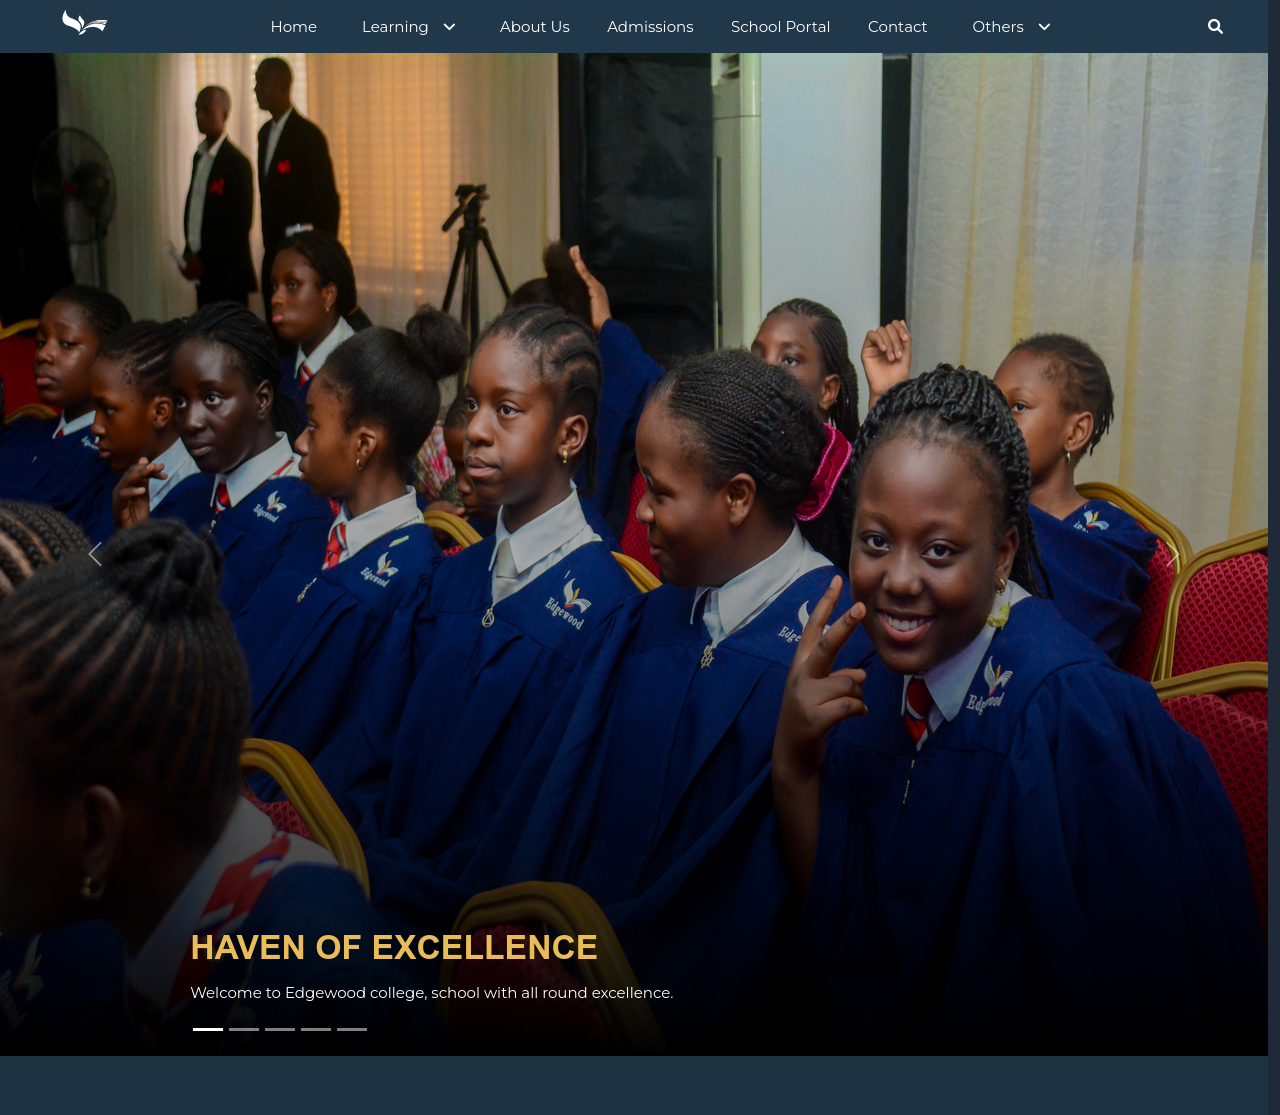 Home Learning About Us Admissions School Portal Contact Others
Edgewood
Edgewood
Edgewood
Edgewood
Edgewood
HAVEN OF EXCELLENCE
Welcome to Edgewood college, school with all round excellence.